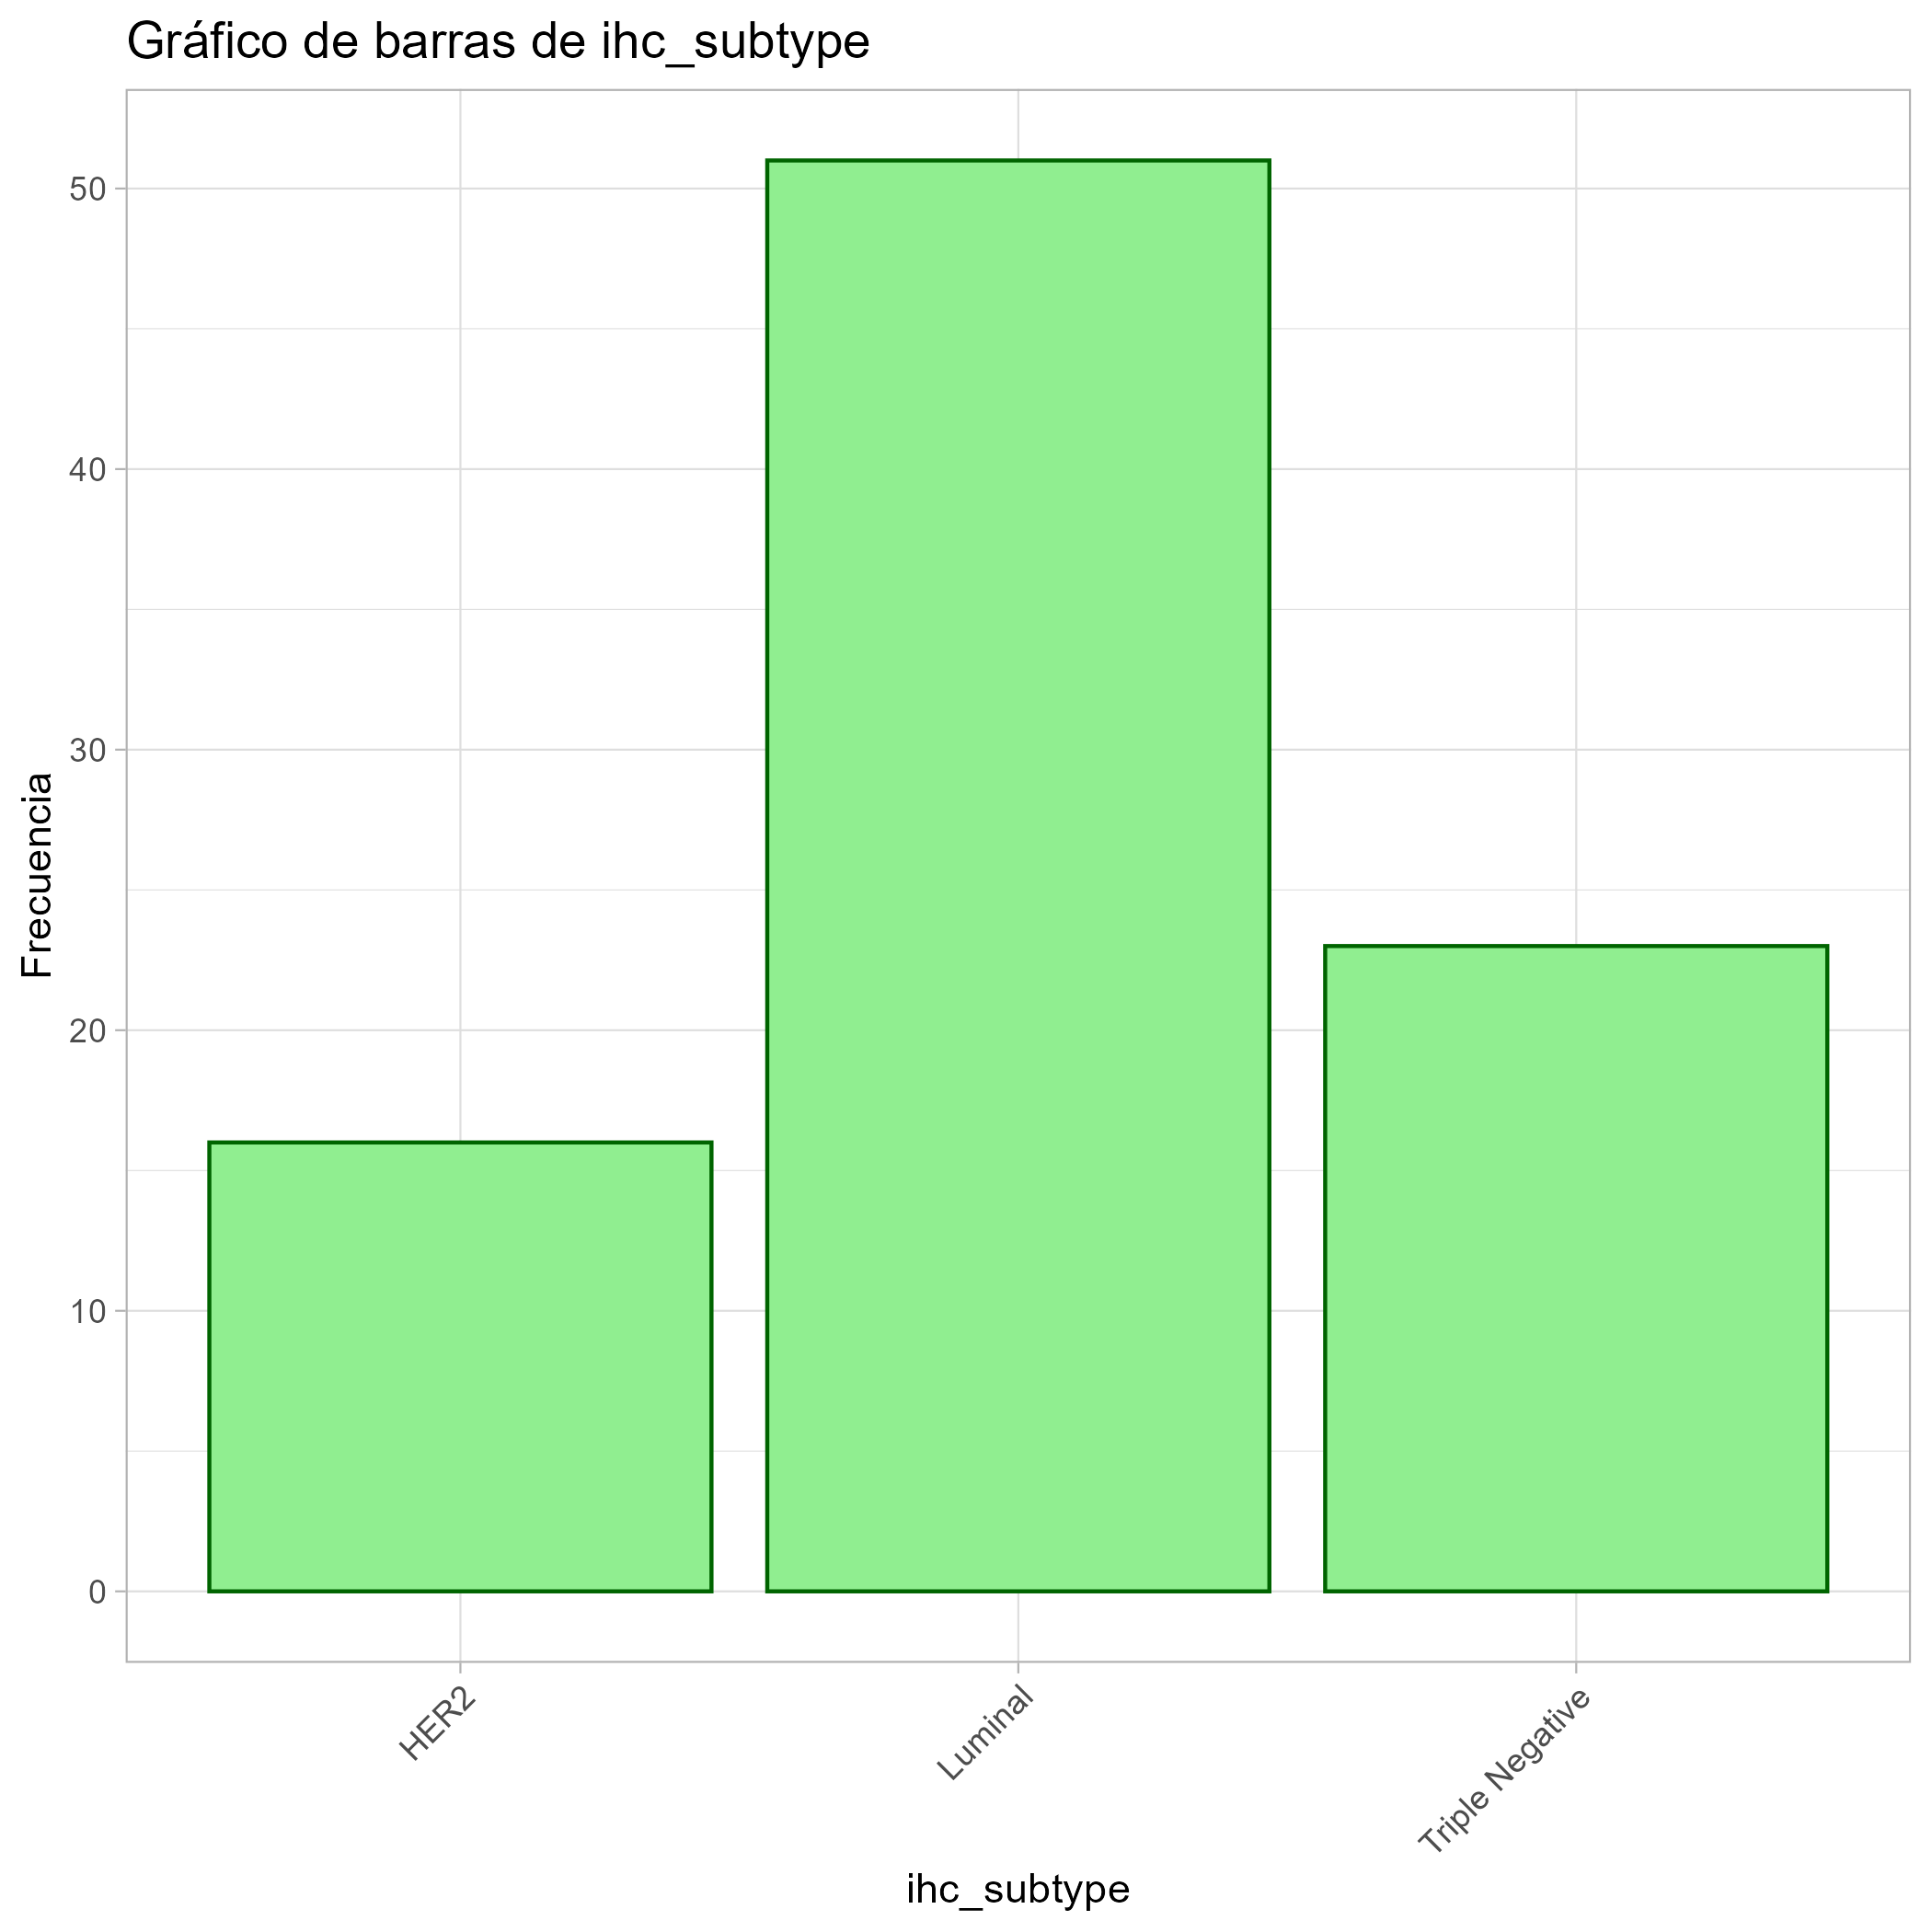 Gráfico de barras de ihc_subtype
Frecuencia
50
40
30
20
10
0
HER2
Luminal
Triple Negative
ihc_subtype